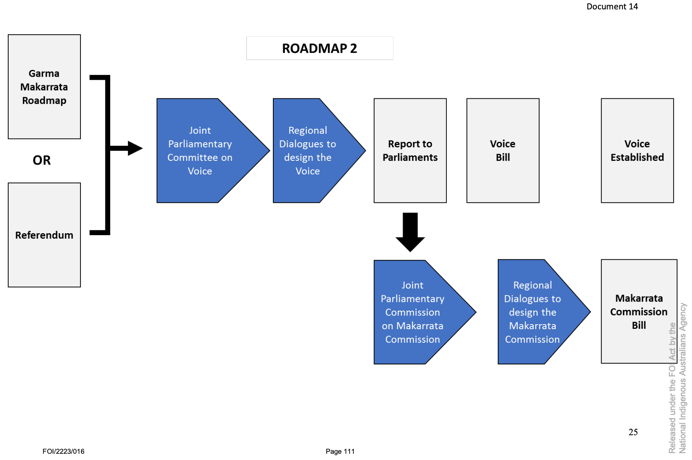 Document 14
ROADMAP 2
Garma
Makarrata
Roadmap
OR
Referendum
Joint
Parliamentary
Committee on
Voice
Regional
Dialogues to
design the
Voice
Report to
Parliaments
Voice
Bill
Voice
Established
Joint
Parliamentary
Commission
on Makarrata
Commission
Regional
Dialogues to
design the
Makarrata
Commission
Makarrata
Commission
Bill
Released under the FOI Act by the
National Indigenous Australians Agency
25
FOI/2223/016
Page 111